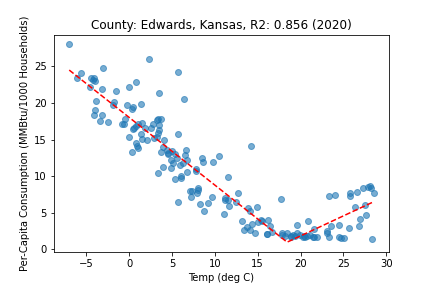 County: Edwards, Kansas, R2: 0.856 (2020)
Per-Capita Consumption (MMBtu/1000 Households)
25
20
15
10
5
0
−5 0 5 10 15 20 25 30
Temp (deg C)